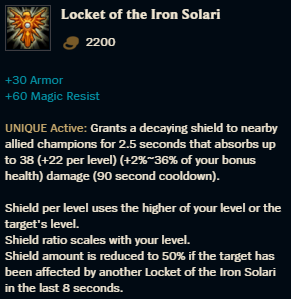 Locket of the Iron Solari
2200
+30 Armor
+60 Magic Resist
UNIQUE Active: Grants a decaying shield to nearby
allied champions for 2.5 seconds that absorbs up
to 38 (+22 per level) (+2%~36% of your bonus
health) damage (90 second cooldown).
Shield per level uses the higher of your level or the
target's level.
Shield ratio scales with your level.
Shield amount is reduced to 50% if the target has
been affected by another Locket of the Iron Solari
in the last 8 seconds.